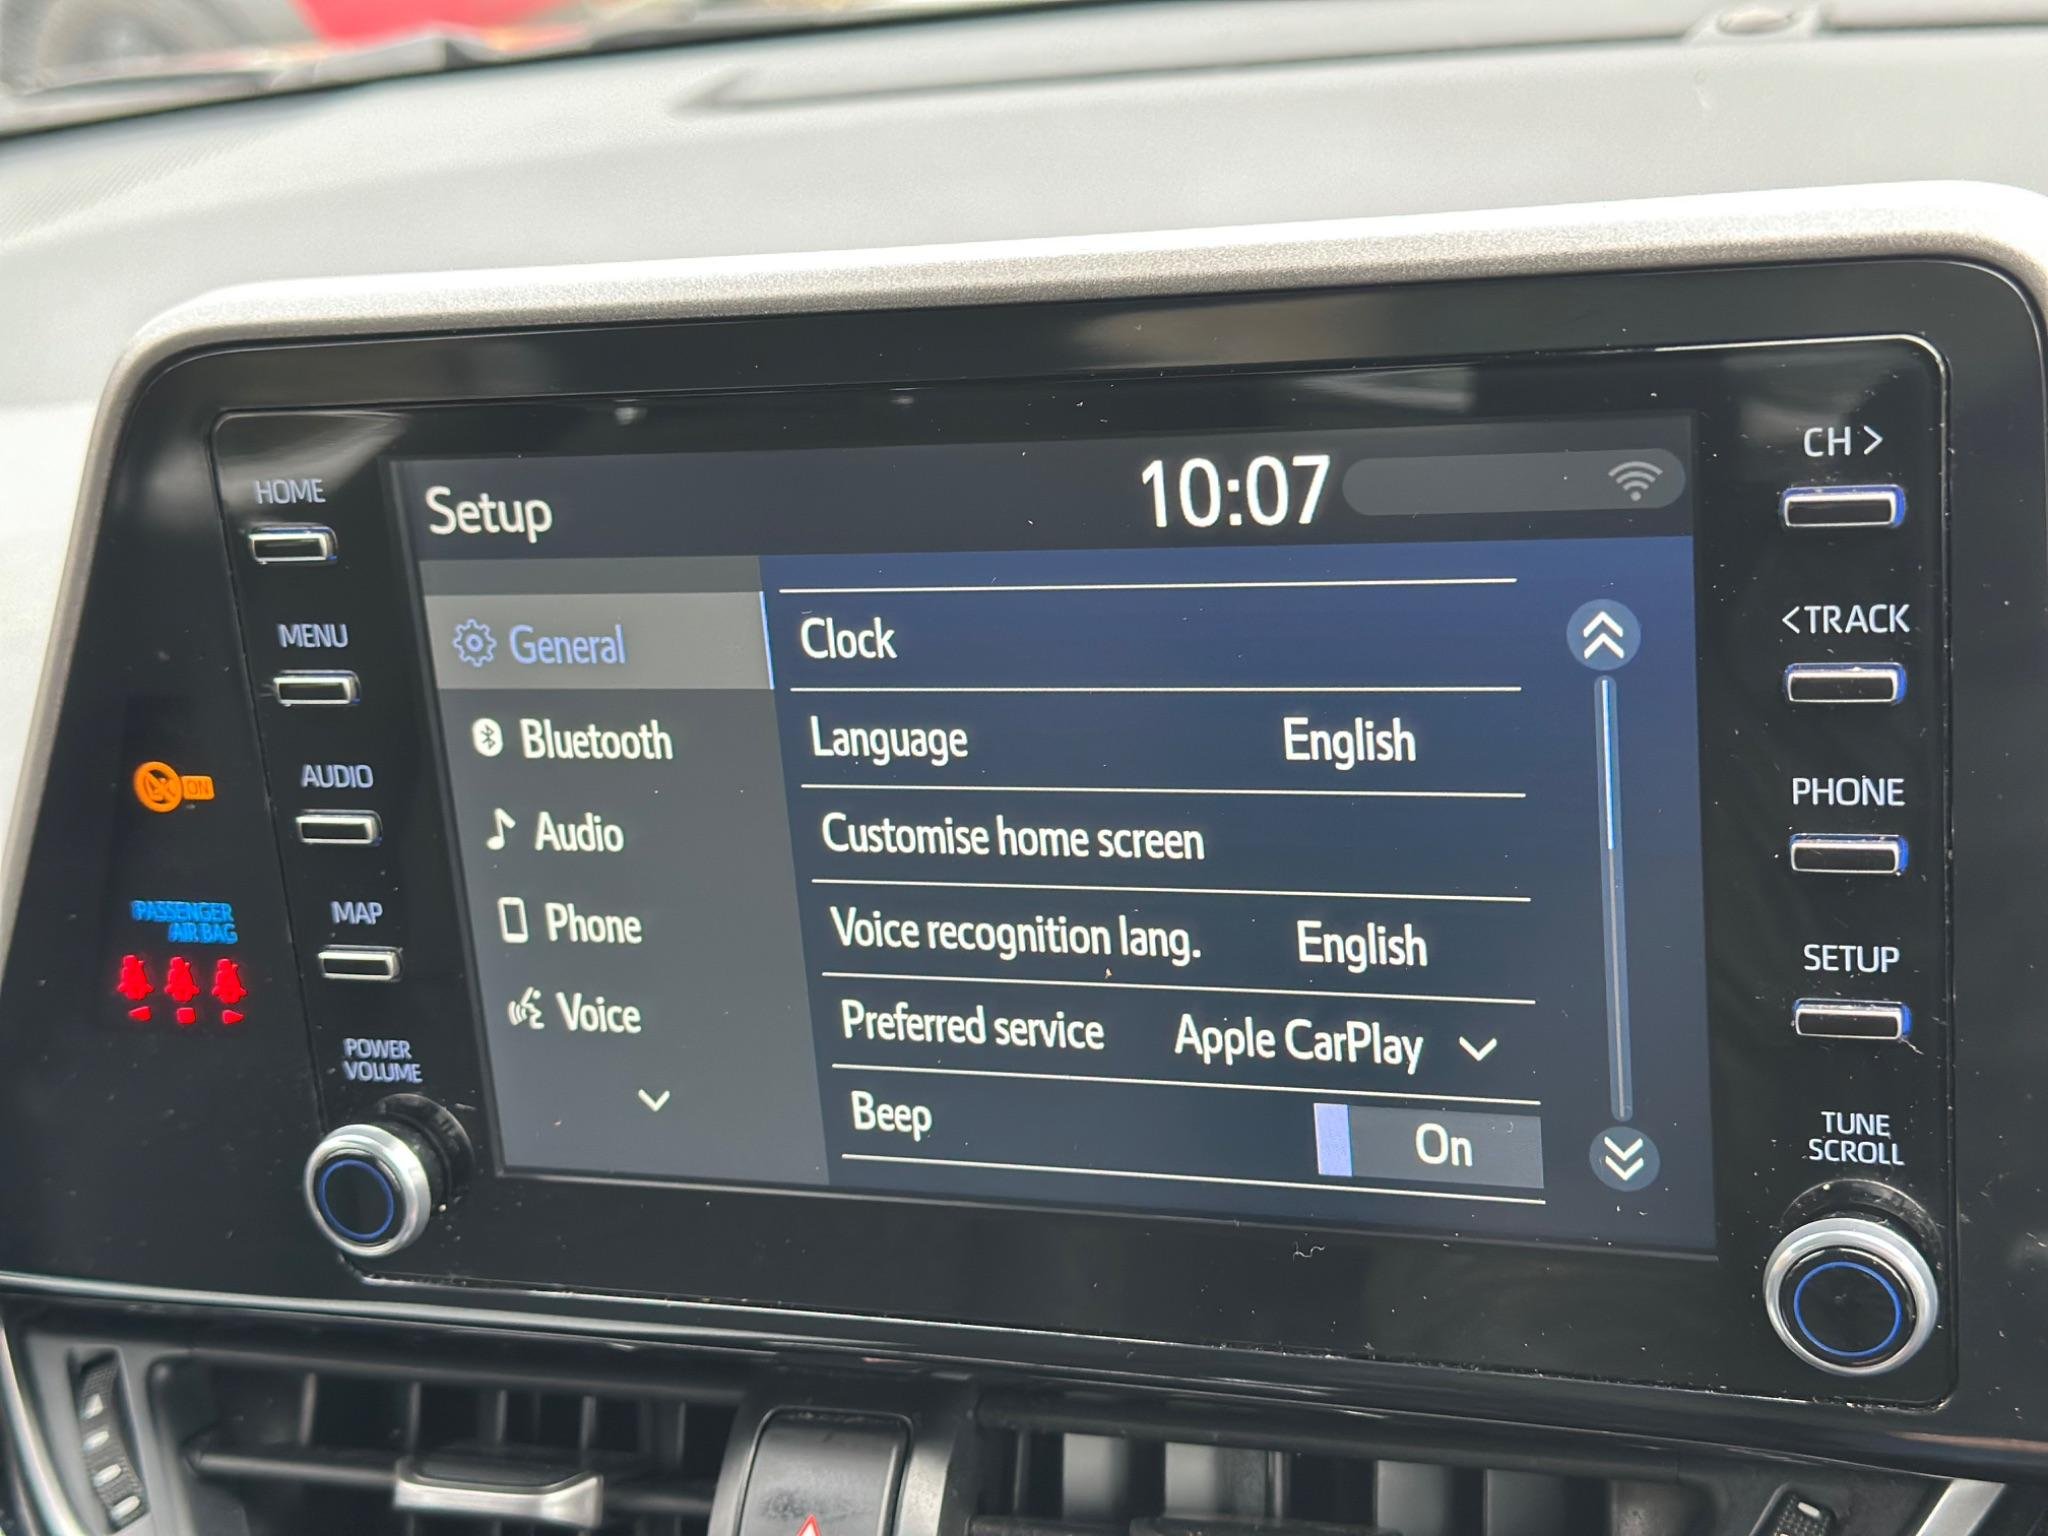 HOME
MENU
AUDIO
MAP
POWER
VOLUME
ON
PASSENGER
AIR BAG
Setup
10:07
General
Bluetooth
Audio
Phone
Voice
Clock
Language English
Customise home screen
Voice recognition lang. English
Preferred service Apple CarPlay
Beep On
CH >
< TRACK
PHONE
SETUP
TUNE
SCROLL